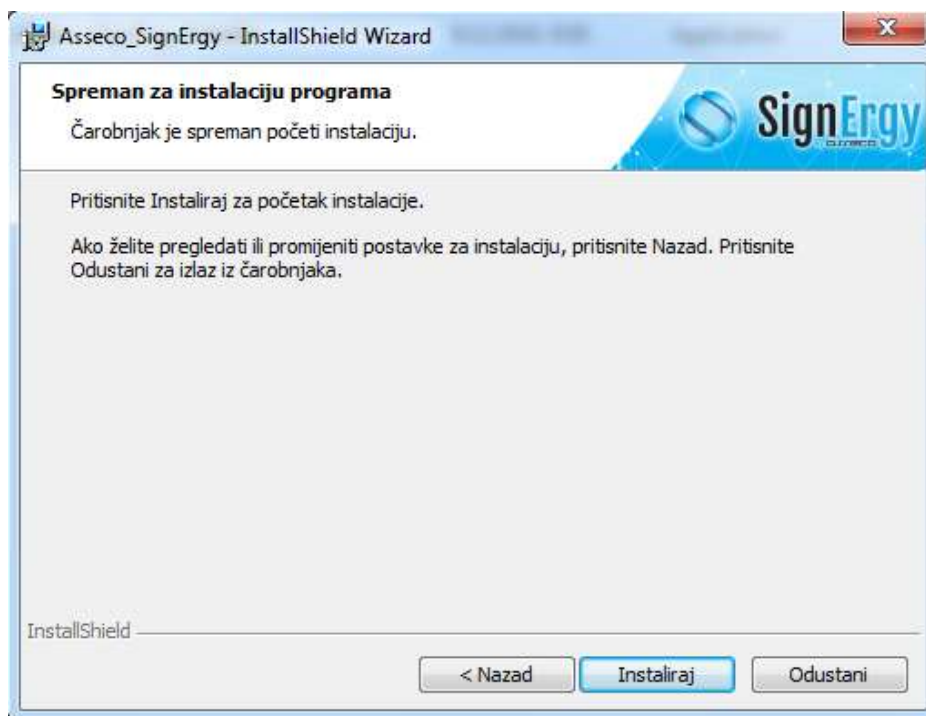 Asseco_SignErgy - InstallShield Wizard
Spreman za instalaciju programa
Čarobnjak je spreman početi instalaciju.
SignErgy
ASSECO
Pritisnite Instaliraj za početak instalacije.
Ako želite pregledati ili promijeniti postavke za instalaciju, pritisnite Nazad. Pritisnite
Odustani za izlaz iz čarobnjaka.
InstallShield
< Nazad
Instaliraj
Odustani